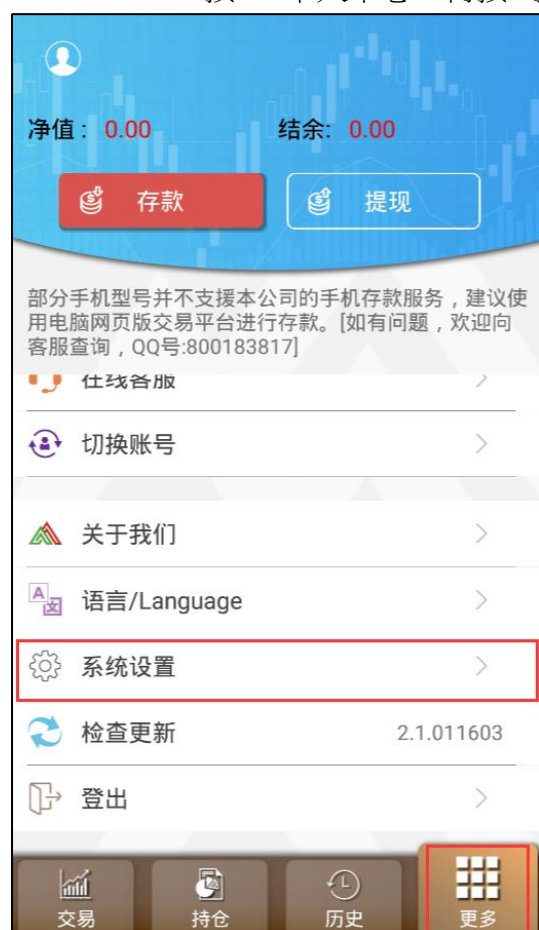 净值： 0.00 结余: 0.00
存款 提现
部分手机型号并不支援本公司的手机存款服务，建议使
用电脑网页版交易平台进行存款。[如有问题，欢迎向
客服查询，QQ号:800183817]
在线客服
切换账号
关于我们
语言/Language
系统设置
检查更新 2.1.011603
登出
交易 持仓 历史 更多